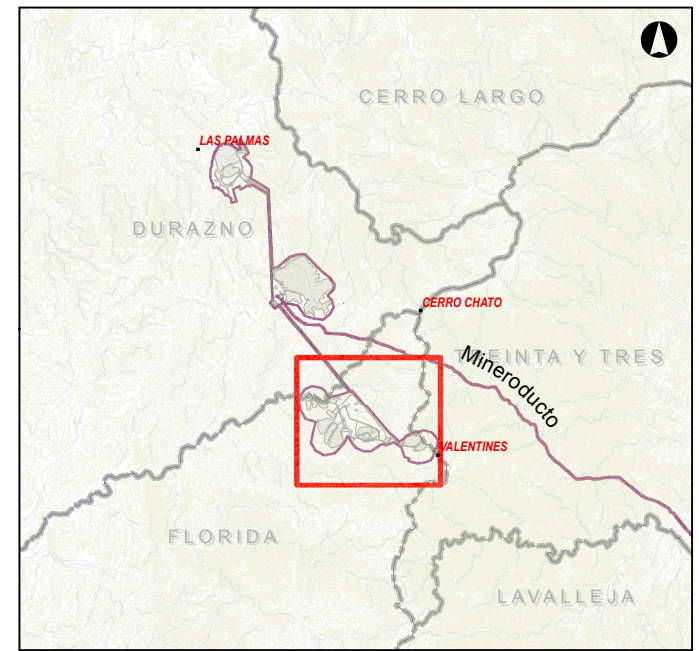 CERRO LARGO
LAS PALMAS
DURAZNO
CERRO CHATO
TREINTA Y TRES
Mineroducto
VALENTINES
FLORIDA
LAVALLEJA